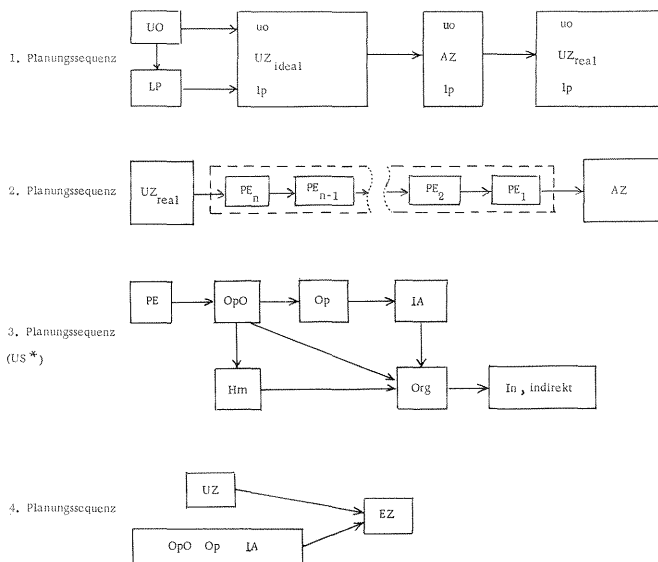 1. Planungssequenz
UO
LP
uo
UZ ideal
lp
uo
AZ
lp
uo
UZ real
lp
2. Planungssequenz
UZ real
PE n
PE n-1
PE 2
PE 1
AZ
3. Planungssequenz
(US*)
PE
OpO
Op
IA
Hm
Org
In, indirekt
4. Planungssequenz
UZ
EZ
OpO Op IA